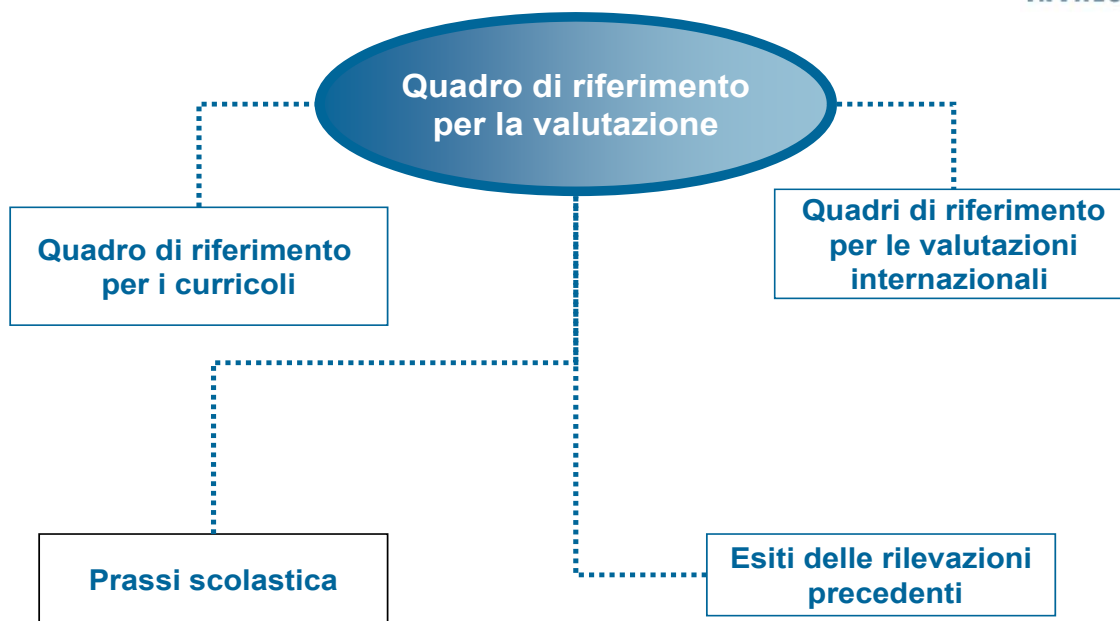 Quadro di riferimento
per la valutazione
Quadro di riferimento
per i curricoli
Quadri di riferimento
per le valutazioni
internazionali
Prassi scolastica
Esiti delle rilevazioni
precedenti